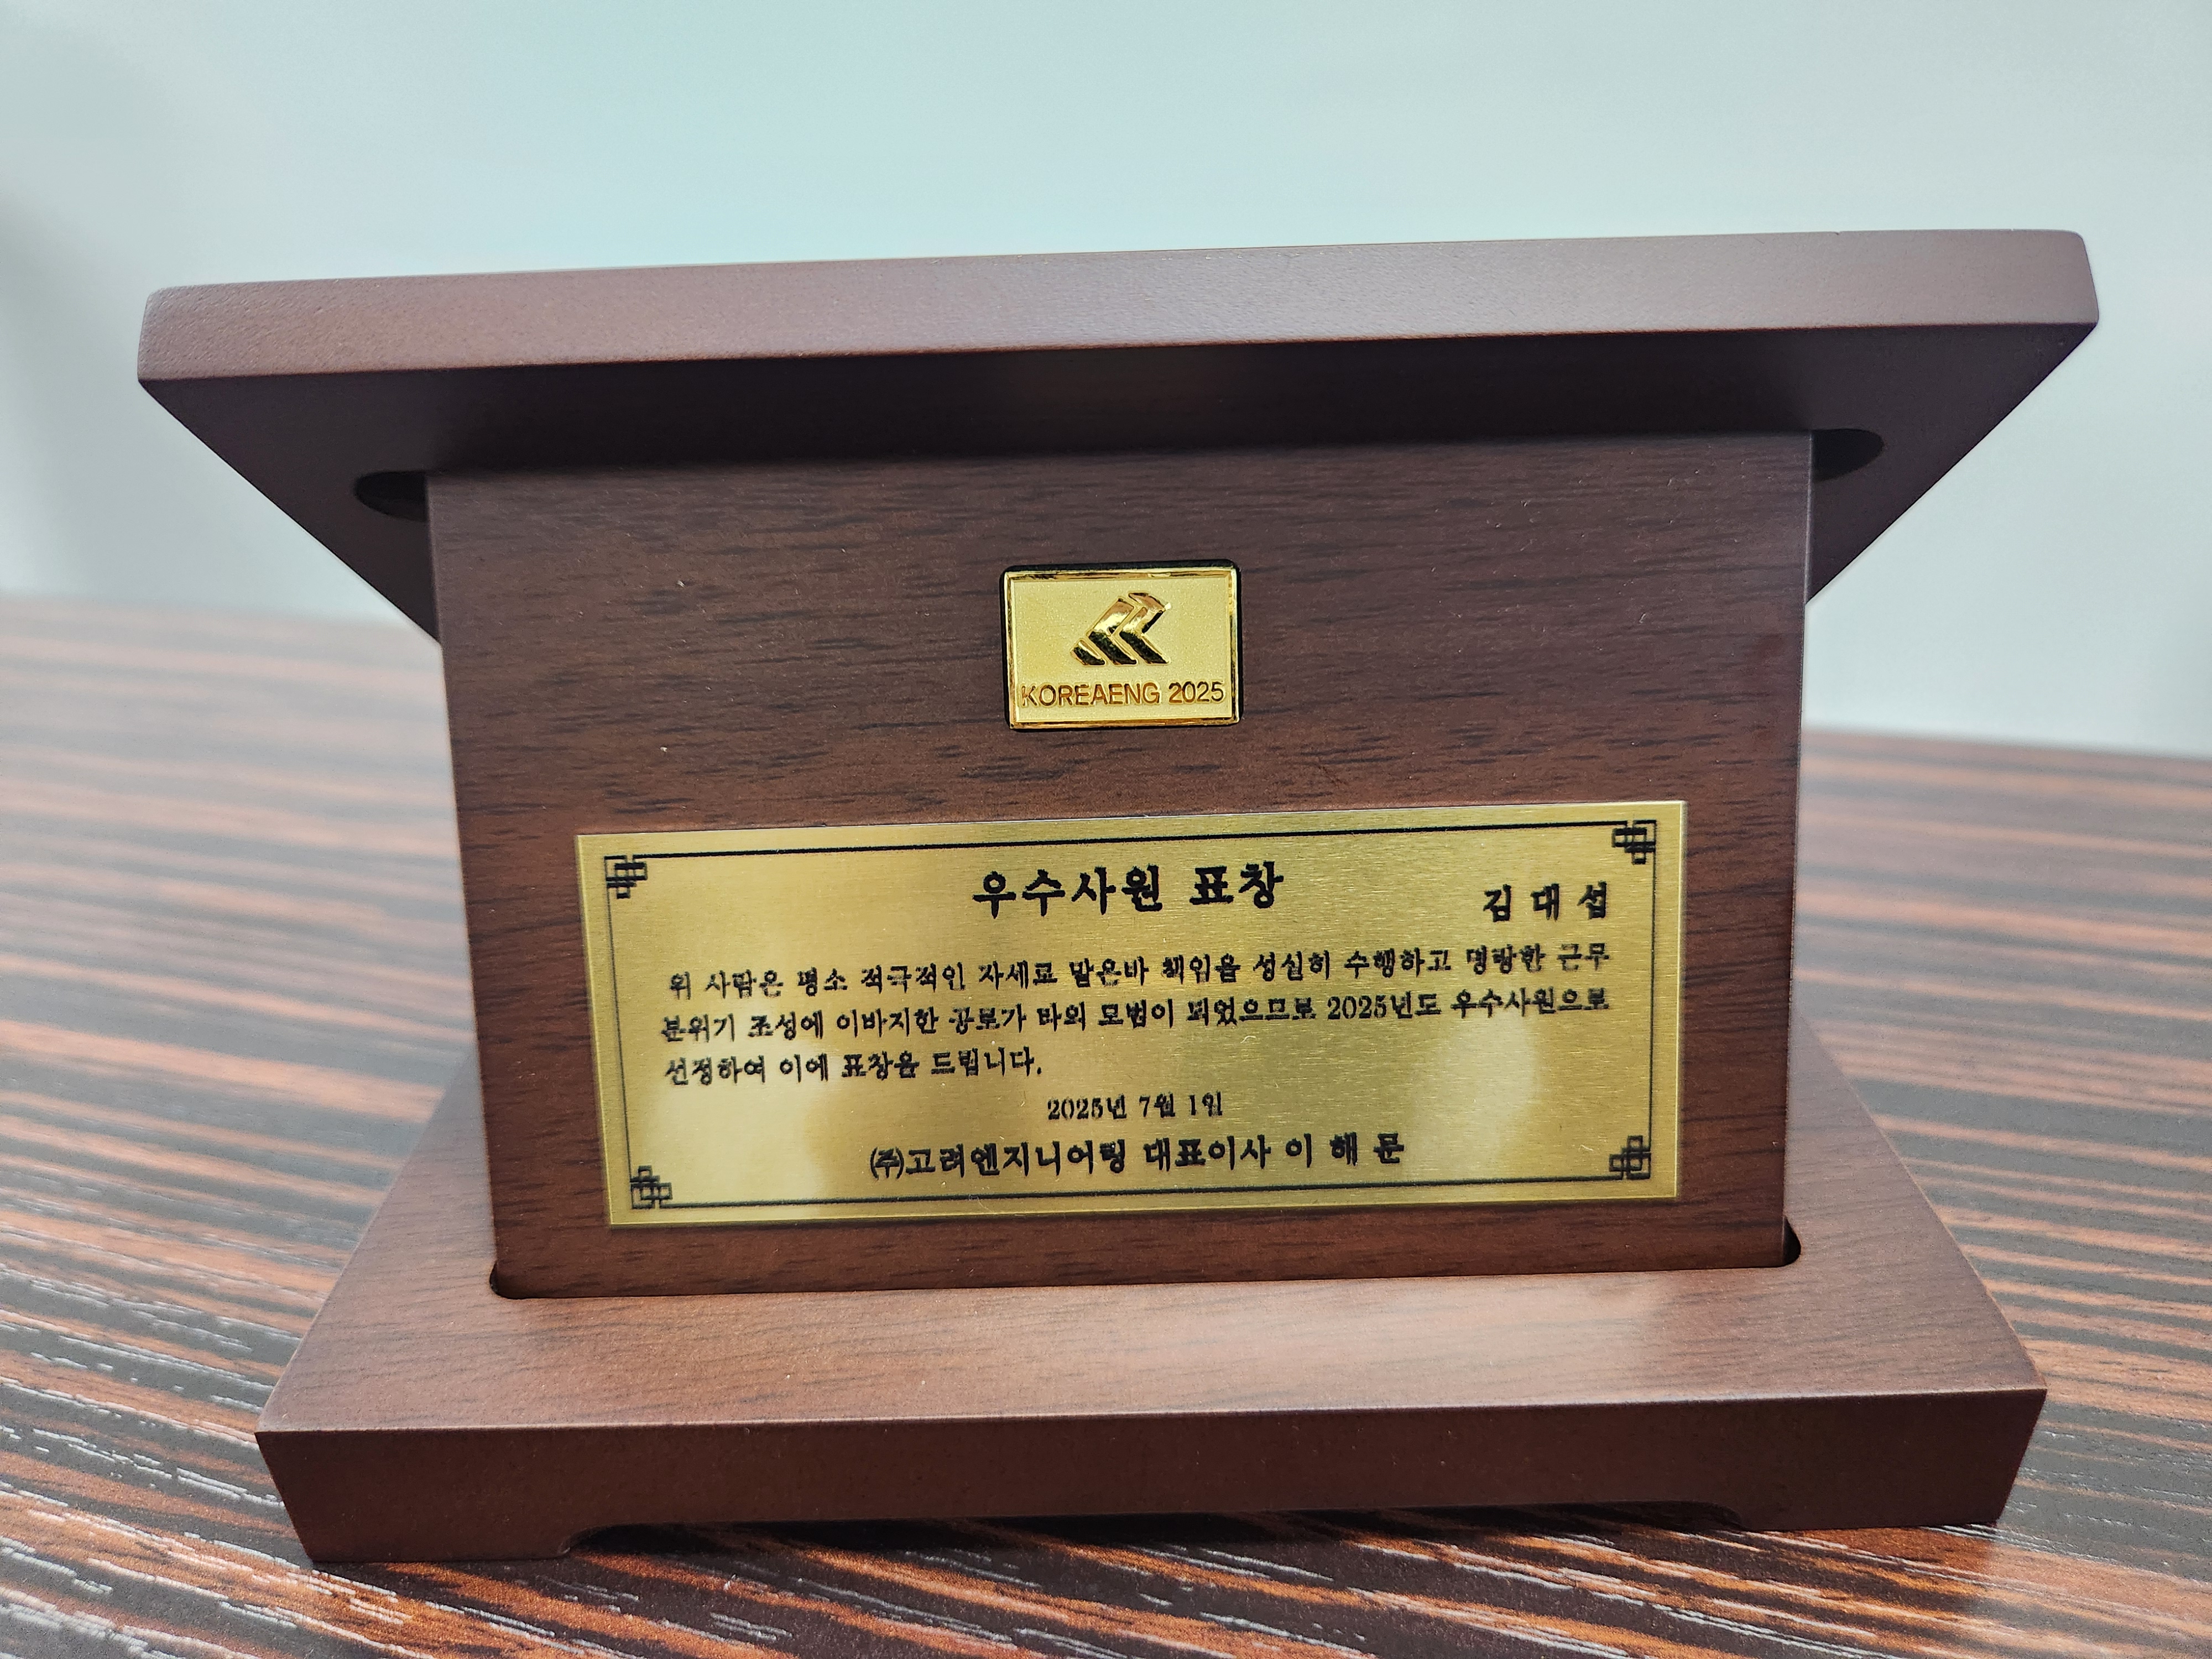 KOREAENG 2025
우수사원 표창
김대섭
위 사람은 평소 적극적인 자세로 맡은바 책임을 성실히 수행하고 명랑한 근무
분위기 조성에 이바지한 공로가 타의 모범이 되었으므로 2025년도 우수사원으로
선정하여 이에 표창을 드립니다.
2025년 7월 1일
㈜고려엔지니어링 대표이사 이 해 문